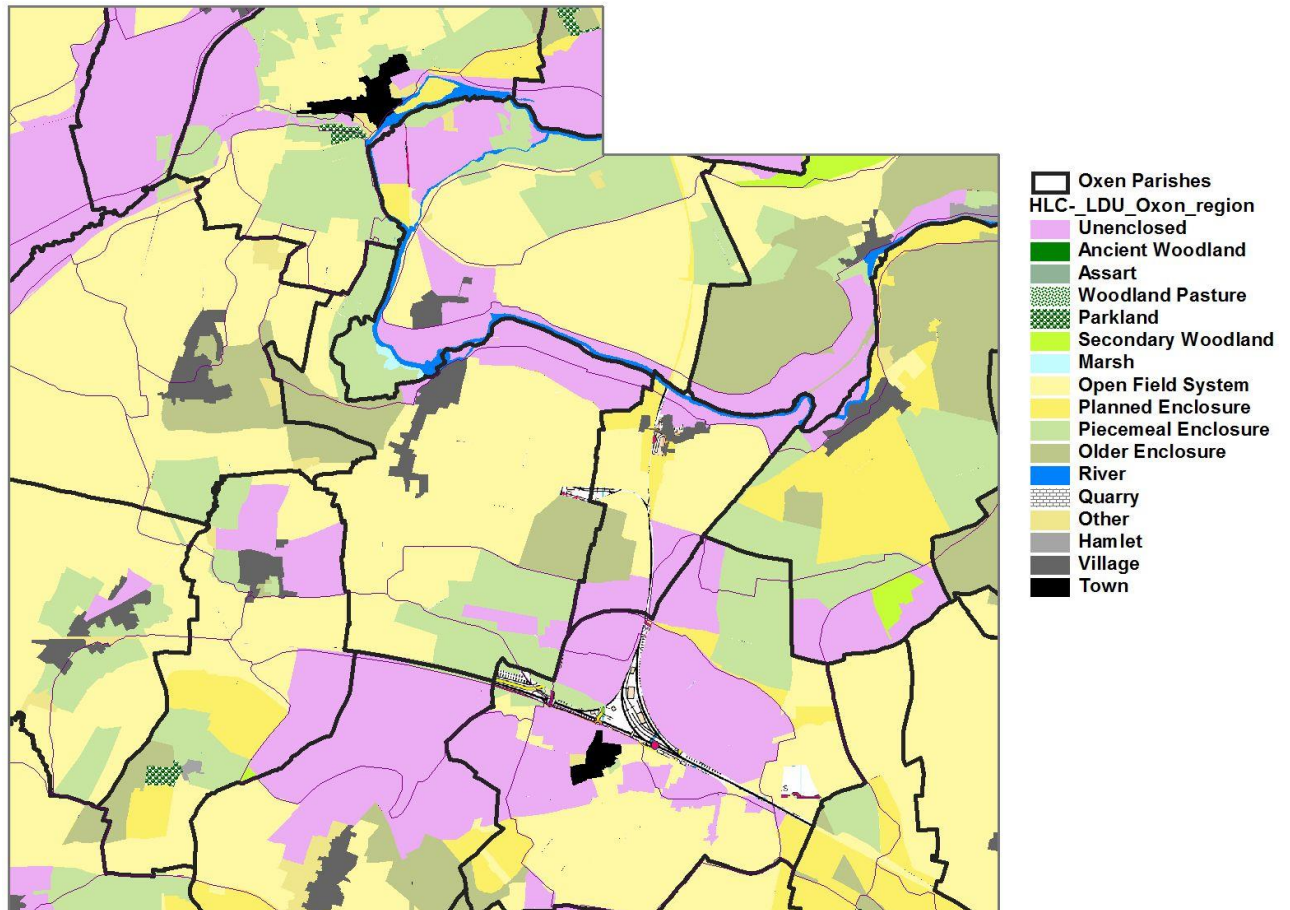 Oxen Parishes
HLC-_LDU_Oxon_region
Unenclosed
Ancient Woodland
Assart
Woodland Pasture
Parkland
Secondary Woodland
Marsh
Open Field System
Planned Enclosure
Piecemeal Enclosure
Older Enclosure
River
Quarry
Other
Hamlet
Village
Town